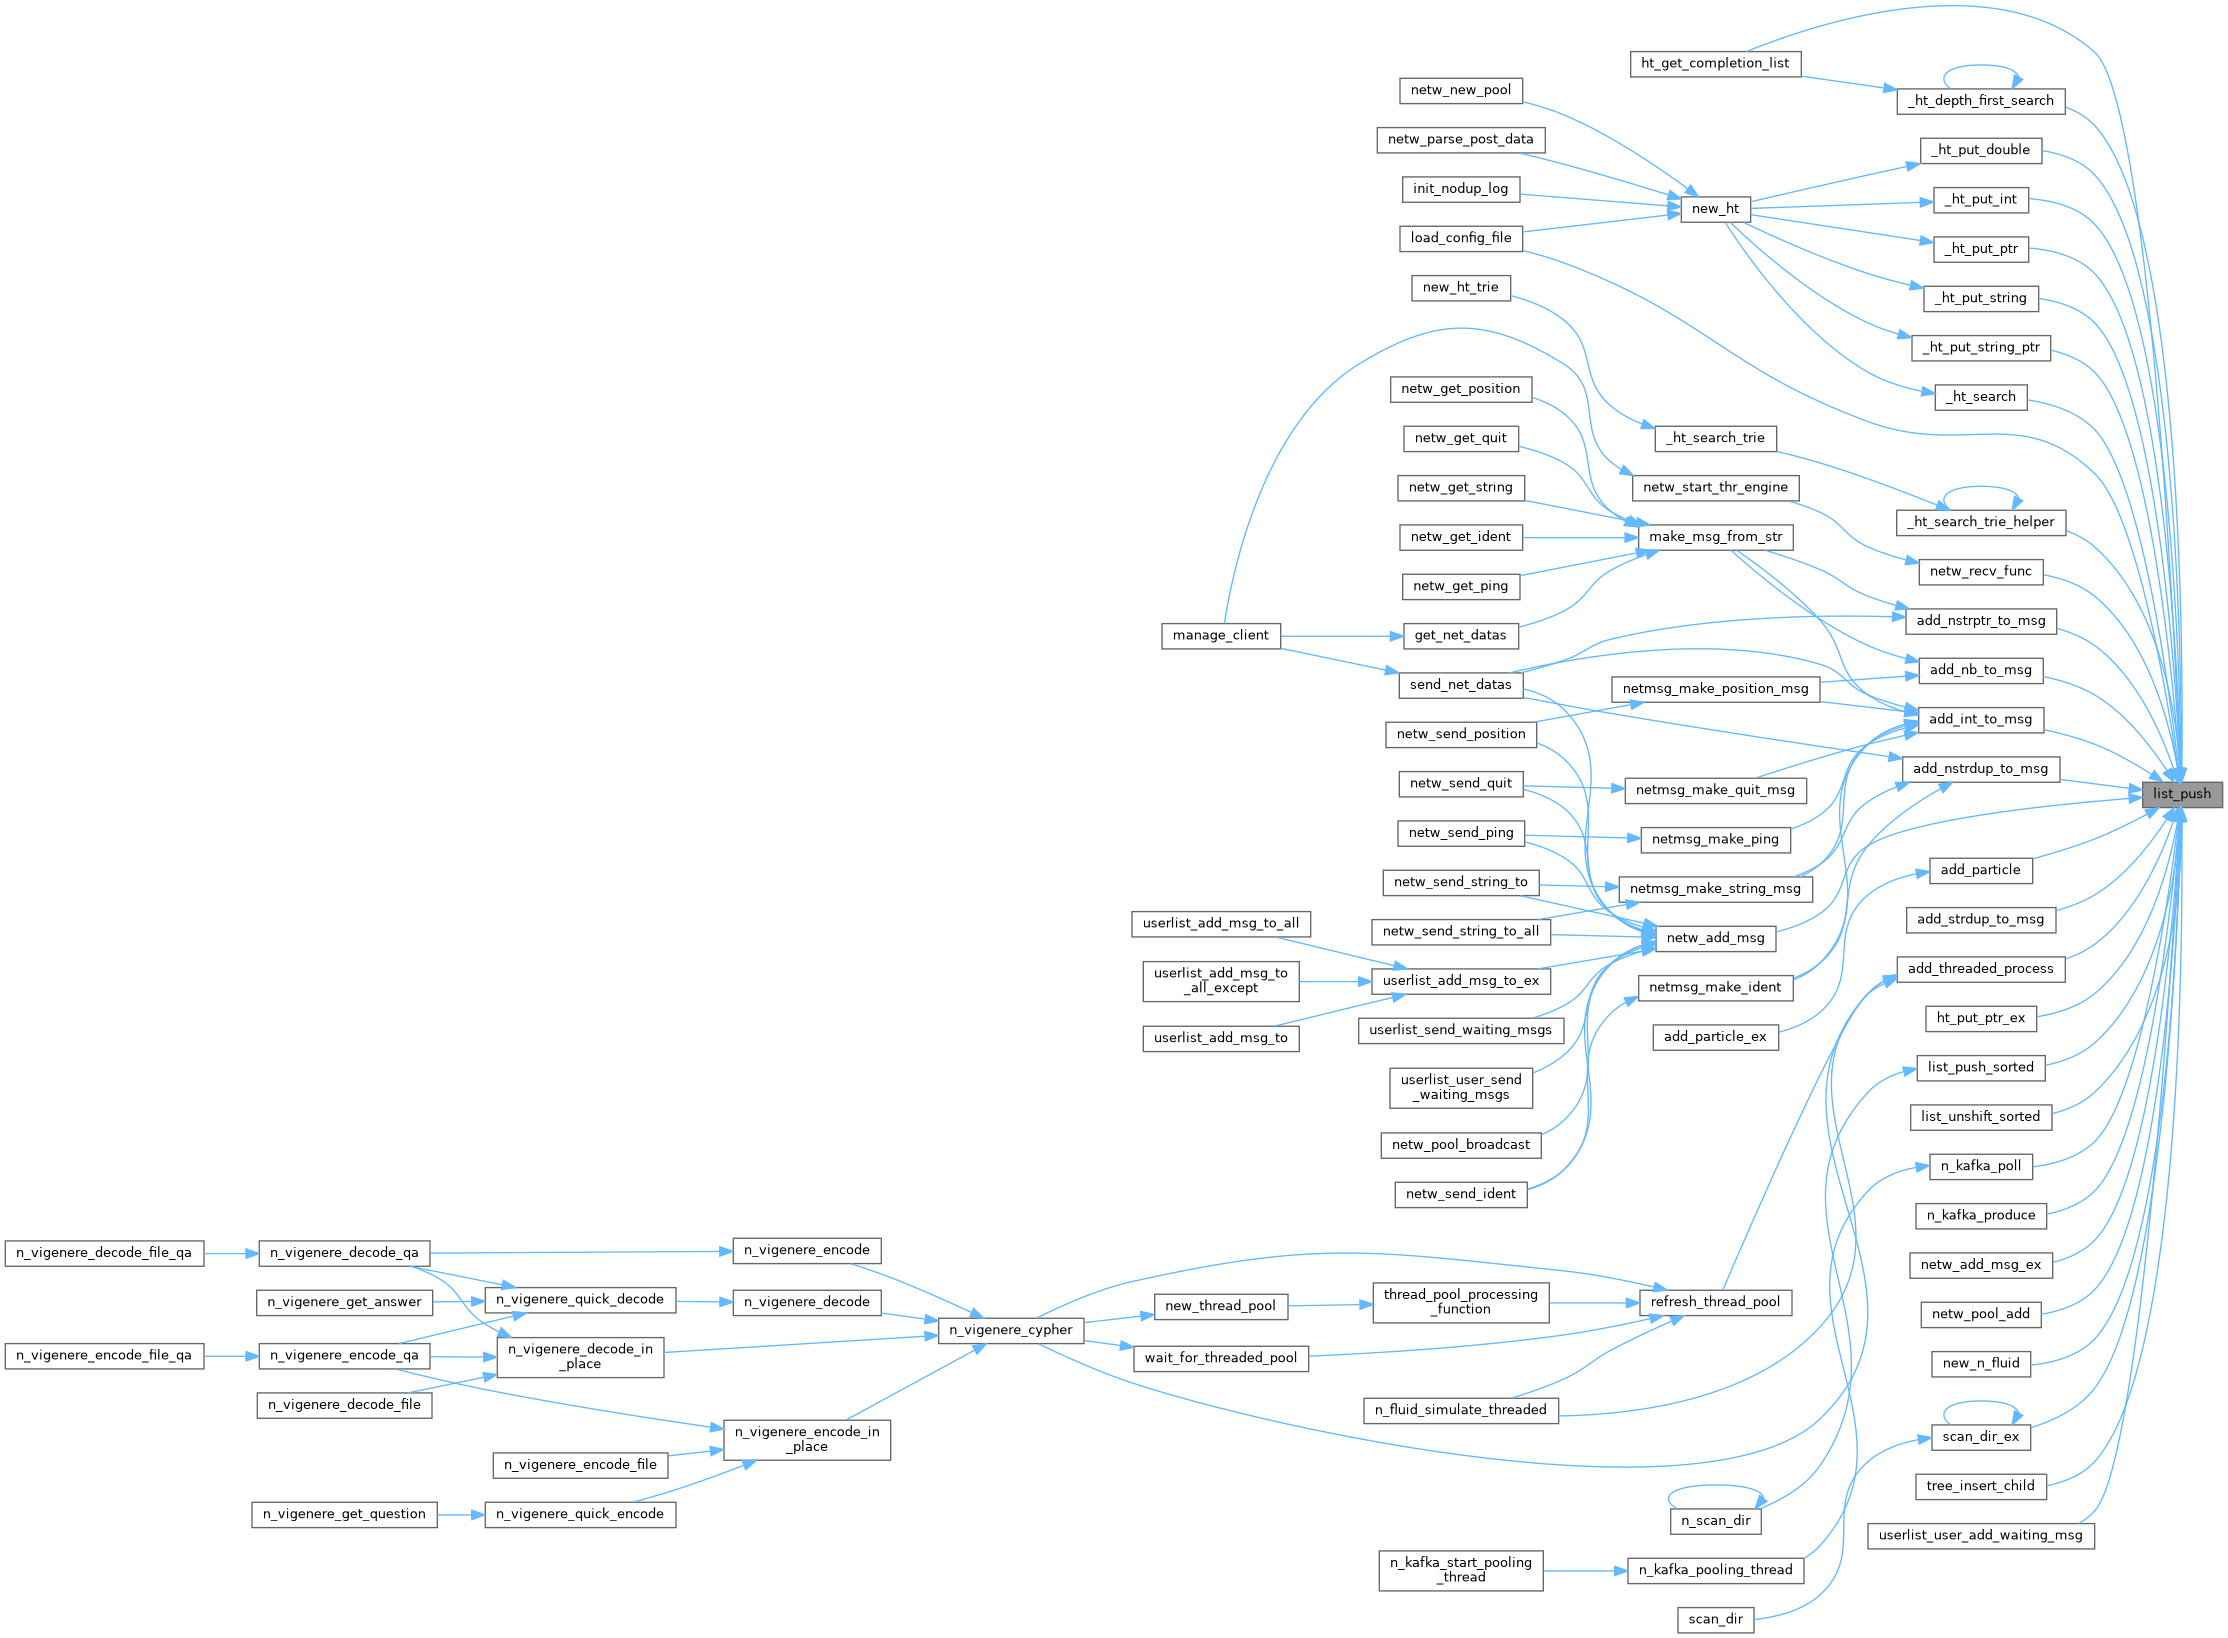 ht_get_completion_list
netw_new_pool
_ht_depth_first_search
netw_parse_post_data
_ht_put_double
init_nodup_log
_ht_put_int
new_ht
load_config_file
_ht_put_ptr
new_ht_trie
_ht_put_string
_ht_put_string_ptr
netw_get_position
_ht_search
netw_get_quit
_ht_search_trie
netw_get_string
netw_start_thr_engine
_ht_search_trie_helper
netw_get_ident
make_msg_from_str
netw_recv_func
netw_get_ping
add_nstrptr_to_msg
manage_client
get_net_datas
add_nb_to_msg
send_net_datas
netmsg_make_position_msg
add_int_to_msg
netw_send_position
add_nstrdup_to_msg
netw_send_quit
netmsg_make_quit_msg
list_push
netw_send_ping
netmsg_make_ping
add_particle
netw_send_string_to
netmsg_make_string_msg
add_strdup_to_msg
userlist_add_msg_to_all
netw_send_string_to_all
netw_add_msg
add_threaded_process
userlist_add_msg_to
_all_except
userlist_add_msg_to_ex
netmsg_make_ident
ht_put_ptr_ex
userlist_add_msg_to
userlist_send_waiting_msgs
add_particle_ex
list_push_sorted
userlist_user_send
_waiting_msgs
list_unshift_sorted
netw_pool_broadcast
n_kafka_poll
netw_send_ident
n_kafka_produce
n_vigenere_decode_file_qa
n_vigenere_decode_qa
n_vigenere_encode
netw_add_msg_ex
n_vigenere_get_answer
n_vigenere_quick_decode
n_vigenere_decode
new_thread_pool
thread_pool_processing
_function
refresh_thread_pool
netw_pool_add
n_vigenere_cypher
n_vigenere_encode_file_qa
n_vigenere_encode_qa
n_vigenere_decode_in
_place
wait_for_threaded_pool
new_n_fluid
n_vigenere_decode_file
n_fluid_simulate_threaded
n_vigenere_encode_in
_place
scan_dir_ex
n_vigenere_encode_file
tree_insert_child
n_vigenere_get_question
n_vigenere_quick_encode
n_scan_dir
userlist_user_add_waiting_msg
n_kafka_start_pooling
_thread
n_kafka_pooling_thread
scan_dir